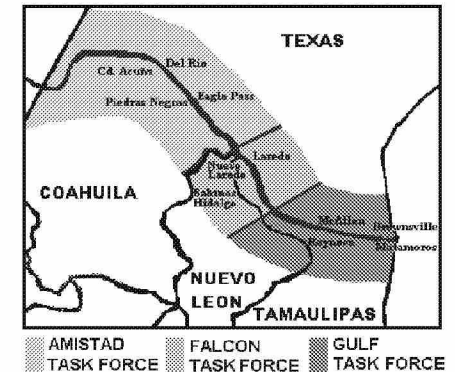 TEXAS
Del Rio
Cd. Acuna
Eagle Pass
Piedras Negras
Laredo
Nuevo
Laredo
Sabinas
Hidalgo
COAHUILA
McAllen
Brownsville
Reynosa
Matamoros
NUEVO
LEON
TAMAULIPAS
AMISTAD
TASK FORCE
FALCON
TASK FORCE
GULF
TASK FORCE